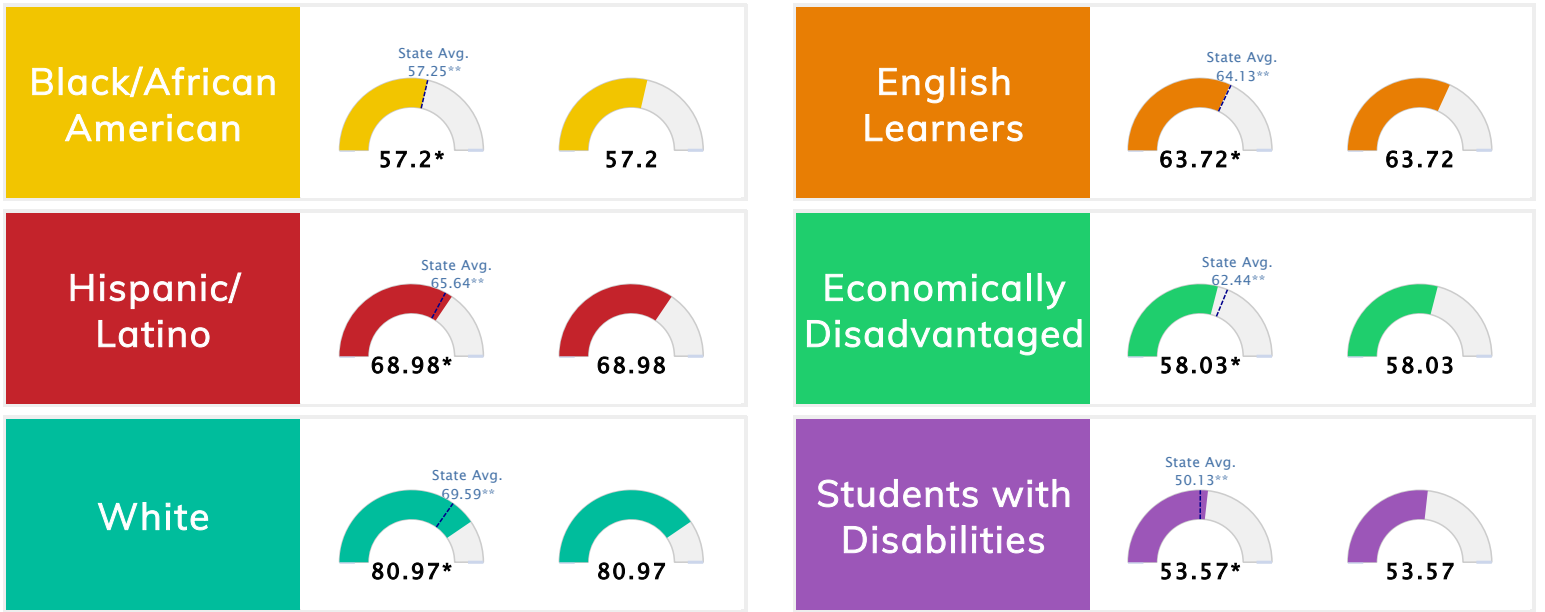 Black/African
American
State Avg.
57.25**
57.2*
57.2
English
Learners
State Avg.
64.13**
63.72*
63.72
Hispanic/
Latino
State Avg.
65.64**
68.98*
68.98
Economically
Disadvantaged
State Avg.
62.44**
58.03*
58.03
White
State Avg.
69.59**
80.97*
80.97
Students with
Disabilities
State Avg.
50.13**
53.57*
53.57